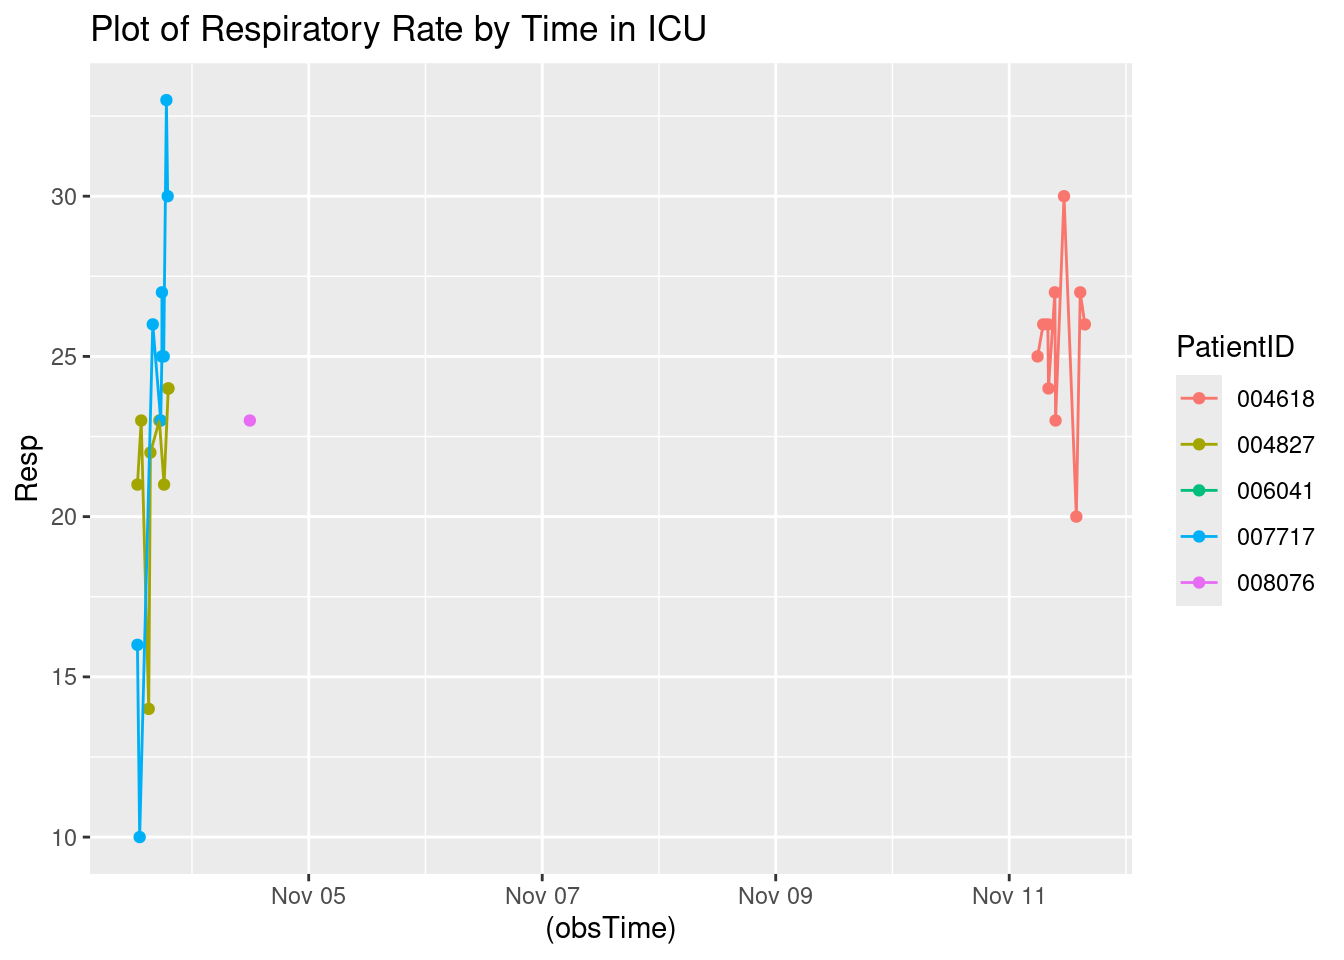 Plot of Respiratory Rate by Time in ICU
30
25
20
15
10
Resp
Nov 05
Nov 07
Nov 09
Nov 11
(obsTime)
PatientID
004618
004827
006041
007717
008076